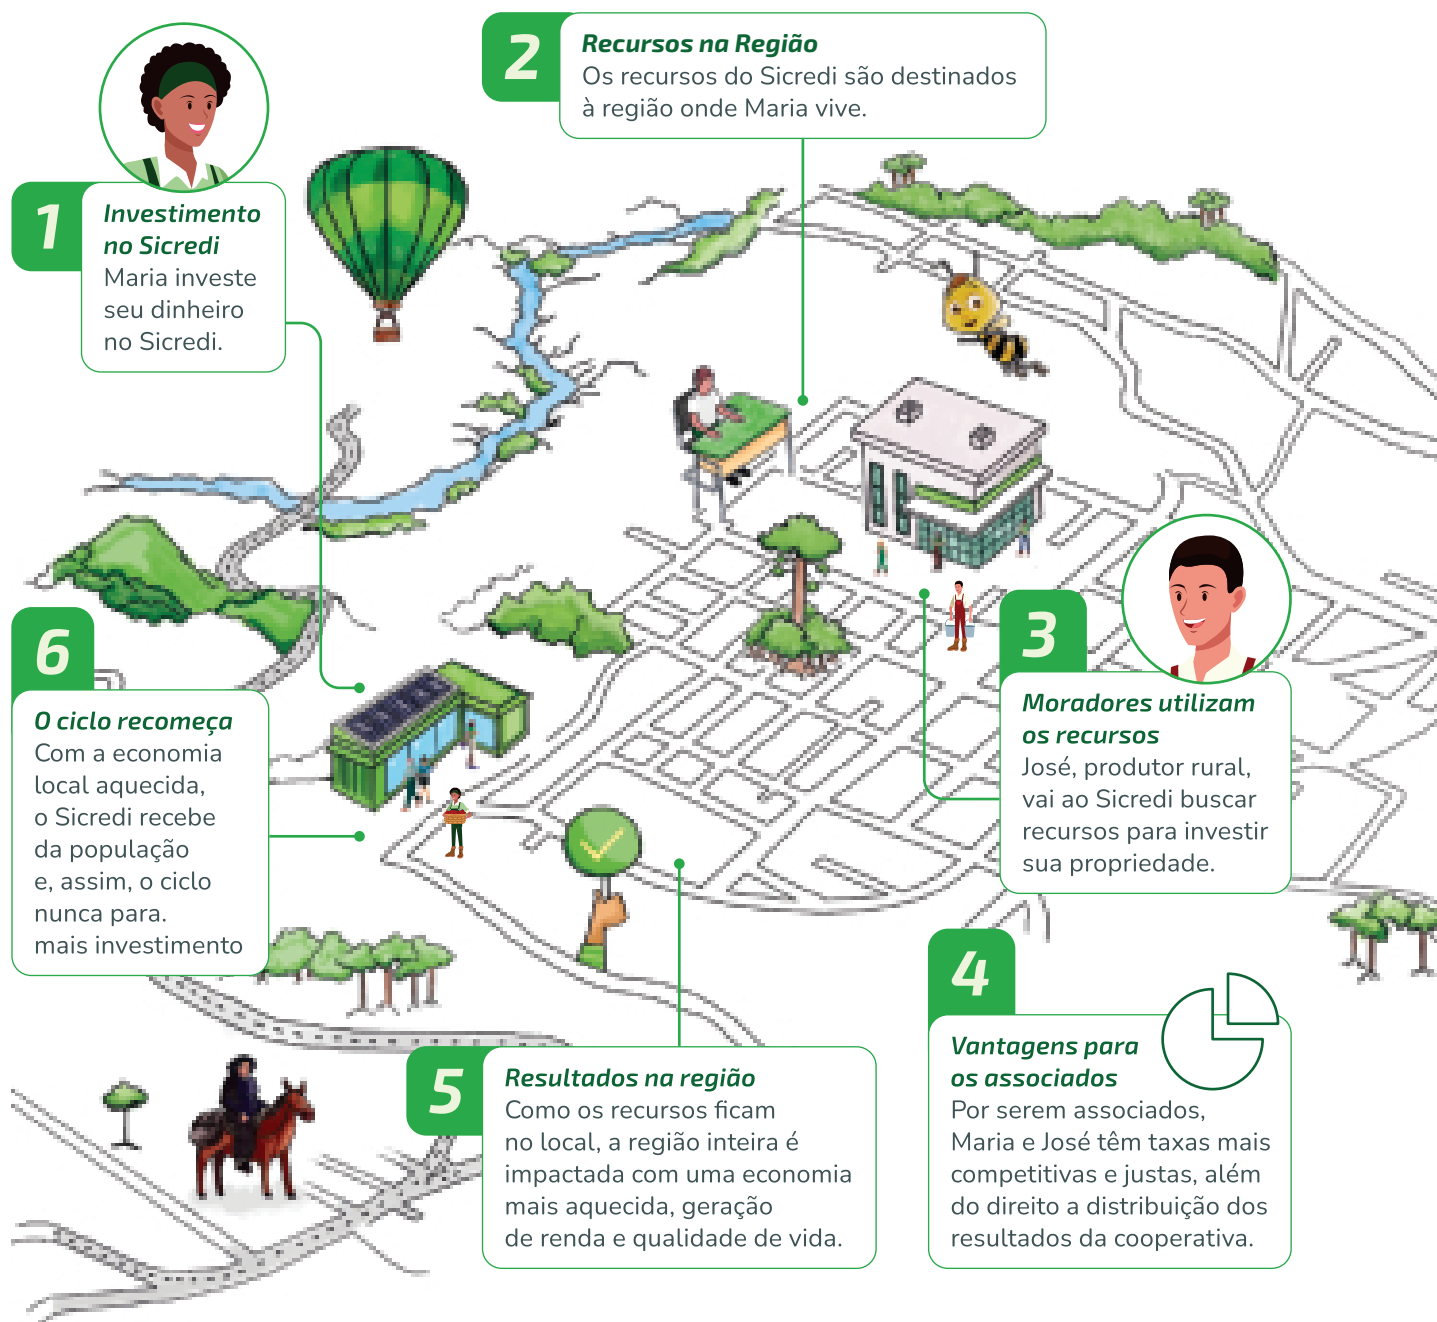 1
Investimento
no Sicredi
Maria investe
seu dinheiro
no Sicredi.
2
Recursos na Região
Os recursos do Sicredi são destinados
à região onde Maria vive.
3
Moradores utilizam
os recursos
José, produtor rural,
vai ao Sicredi buscar
recursos para investir
sua propriedade.
4
Vantagens para
os associados
Por serem associados,
Maria e José têm taxas mais
competitivas e justas, além
do direito a distribuição dos
resultados da cooperativa.
5
Resultados na região
Como os recursos ficam
no local, a região inteira é
impactada com uma economia
mais aquecida, geração
de renda e qualidade de vida.
6
O ciclo recomeça
Com a economia
local aquecida,
o Sicredi recebe
da população
e, assim, o ciclo
nunca para.
mais investimento